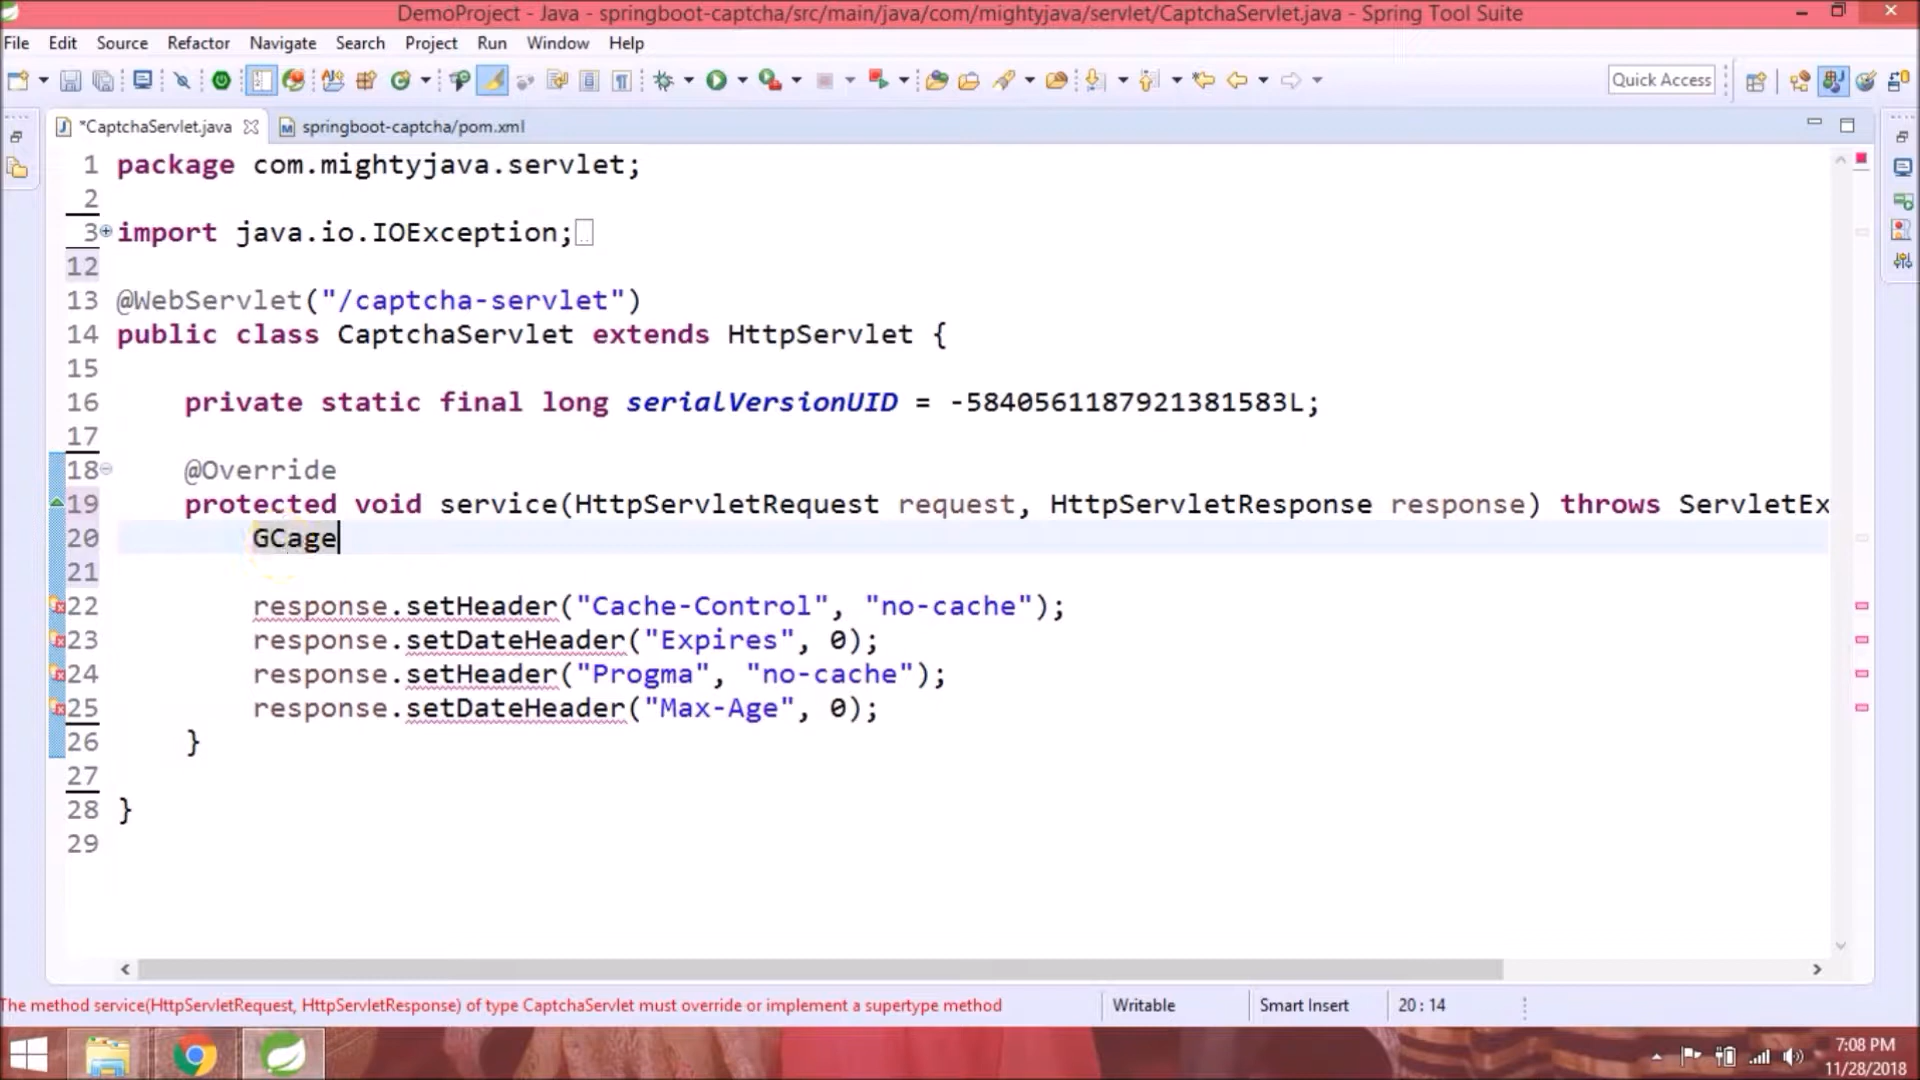 DemoProject - Java - springboot-captcha/src/main/java/com/mightyjava/servlet/CaptchaServlet.java - Spring Tool Suite
File Edit Source Refactor Navigate Search Project Run Window Help
Quick Access
*CaptchaServlet.java springboot-captcha/pom.xml
1 package com.mightyjava.servlet;
2
3 import java.io.IOException;
12
13 @WebServlet("/captcha-servlet")
14 public class CaptchaServlet extends HttpServlet {
15
16 private static final long serialVersionUID = -5840561187921381583L;
17
18 @Override
19 protected void service(HttpServletRequest request, HttpServletResponse response) throws ServletEx
20 GCage
21
22 response.setHeader("Cache-Control", "no-cache");
23 response.setDateHeader("Expires", 0);
24 response.setHeader("Progma", "no-cache");
25 response.setDateHeader("Max-Age", 0);
26 }
27
28 }
29
The method service(HttpServletRequest, HttpServletResponse) of type CaptchaServlet must override or implement a supertype method Writable Smart Insert 20 : 14
7:08 PM
11/28/2018